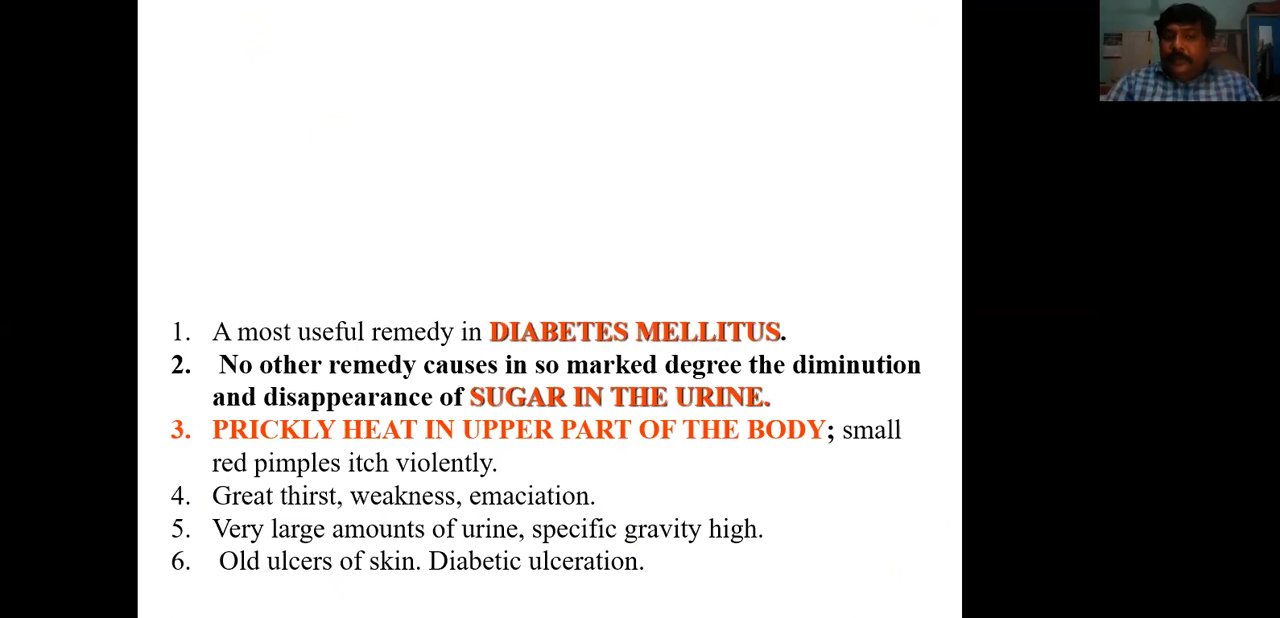 1. A most useful remedy in DIABETES MELLITUS.
2. No other remedy causes in so marked degree the diminution
and disappearance of SUGAR IN THE URINE.
3. PRICKLY HEAT IN UPPER PART OF THE BODY; small
red pimples itch violently.
4. Great thirst, weakness, emaciation.
5. Very large amounts of urine, specific gravity high.
6. Old ulcers of skin. Diabetic ulceration.